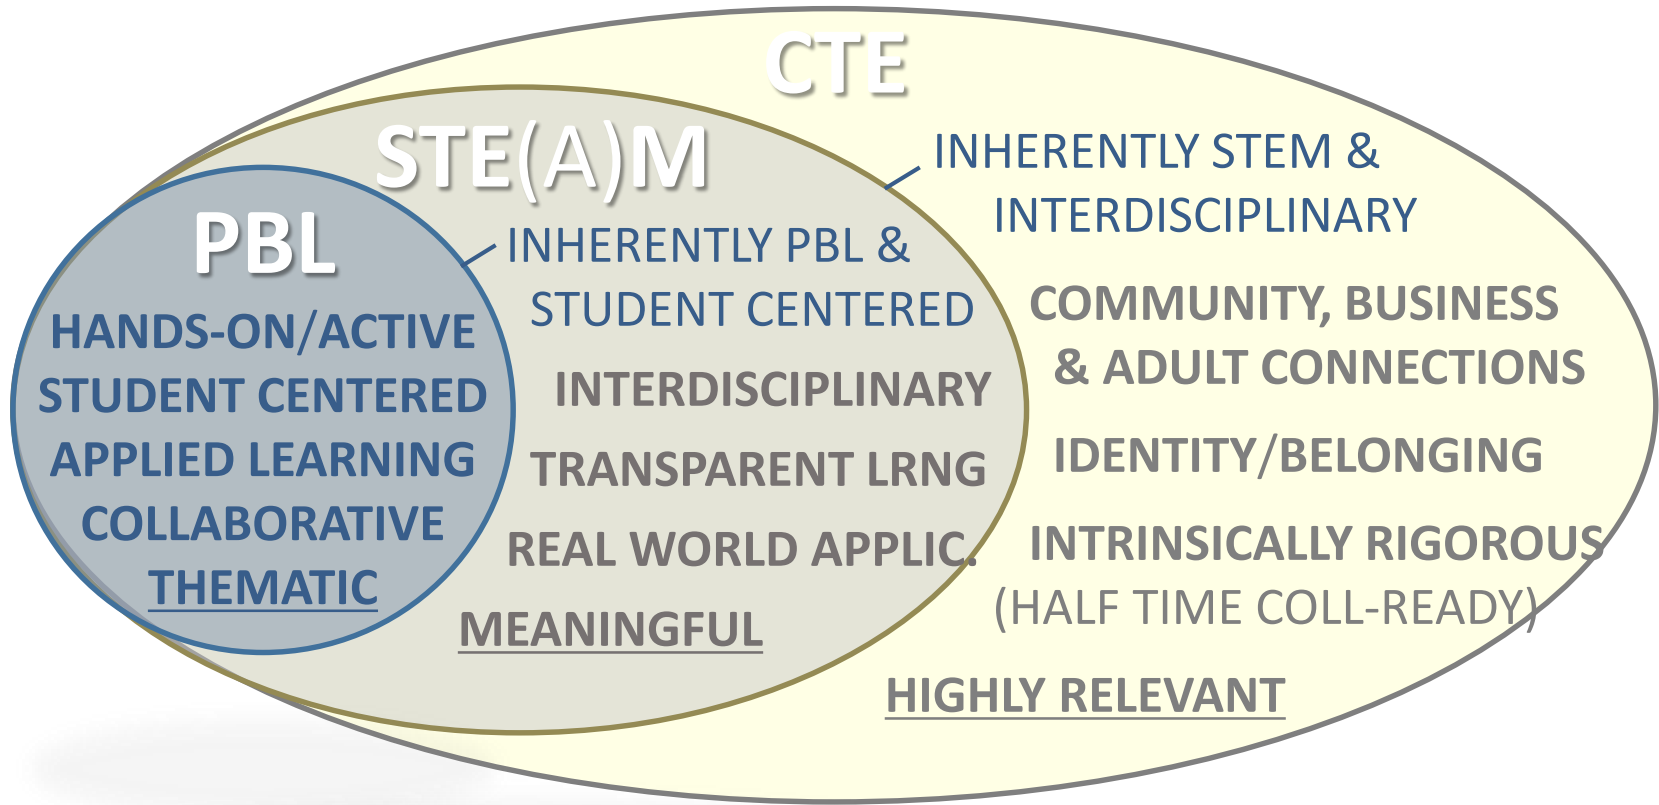 CTE
STE(A)M
PBL
HANDS-ON/ACTIVE
STUDENT CENTERED
APPLIED LEARNING
COLLABORATIVE
THEMATIC
INHERENTLY PBL &
STUDENT CENTERED
INTERDISCIPLINARY
TRANSPARENT LRNG
REAL WORLD APPLIC.
MEANINGFUL
INHERENTLY STEM &
INTERDISCIPLINARY
COMMUNITY, BUSINESS
& ADULT CONNECTIONS
IDENTITY/BELONGING
INTRINSICALLY RIGOROUS
(HALF TIME COLL-READY)
HIGHLY RELEVANT